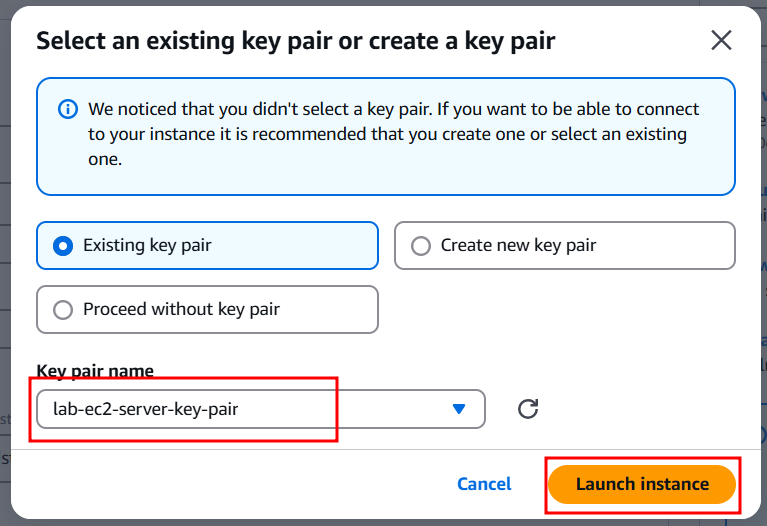 Select an existing key pair or create a key pair
We noticed that you didn't select a key pair. If you want to be able to connect
to your instance it is recommended that you create one or select an existing
one.
Existing key pair
Create new key pair
Proceed without key pair
Key pair name
lab-ec2-server-key-pair
Cancel
Launch instance